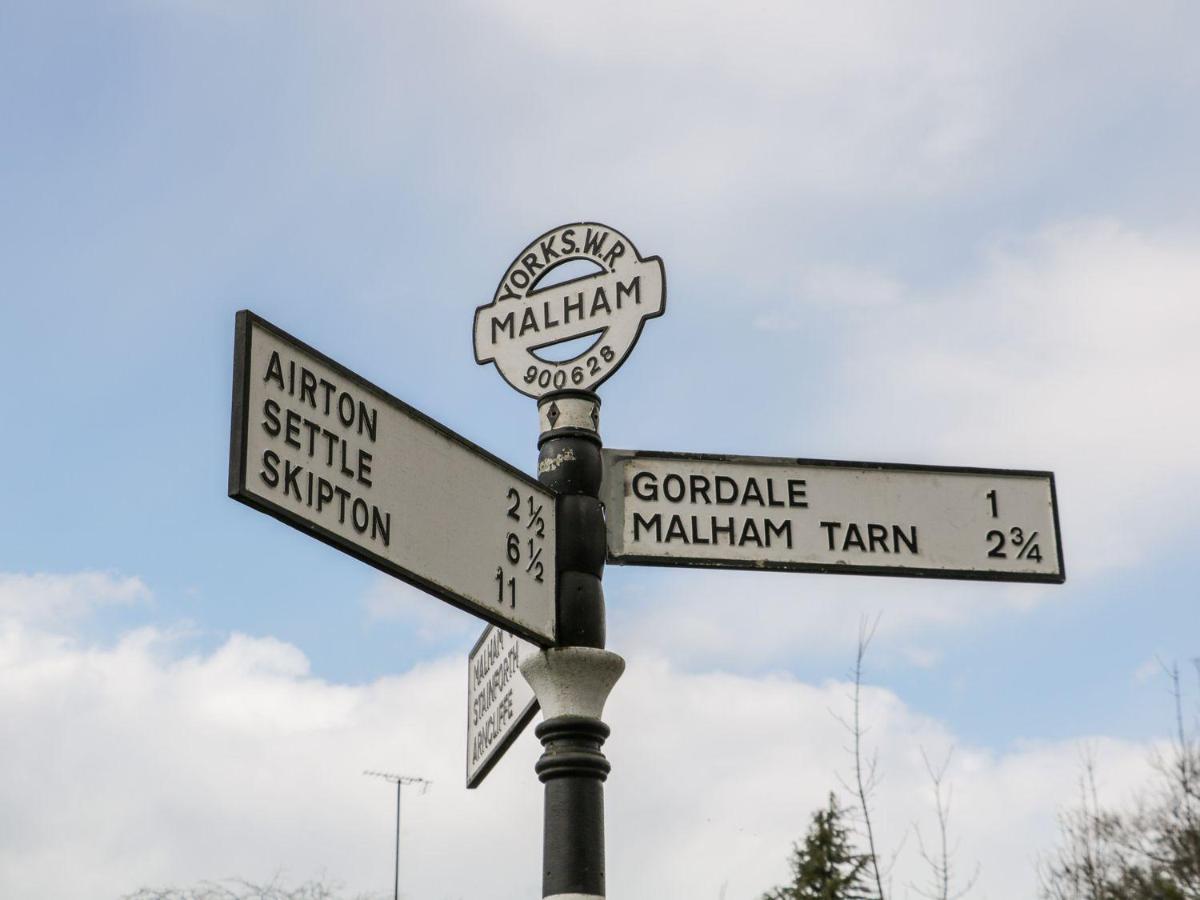 YORKS.W.R
MALHAM
900628
AIRTON 2½
SETTLE 6½
SKIPTON 11
GORDALE 1
MALHAM TARN 2¾
MALHAM
STAINFORTH
ARNCLIFFE